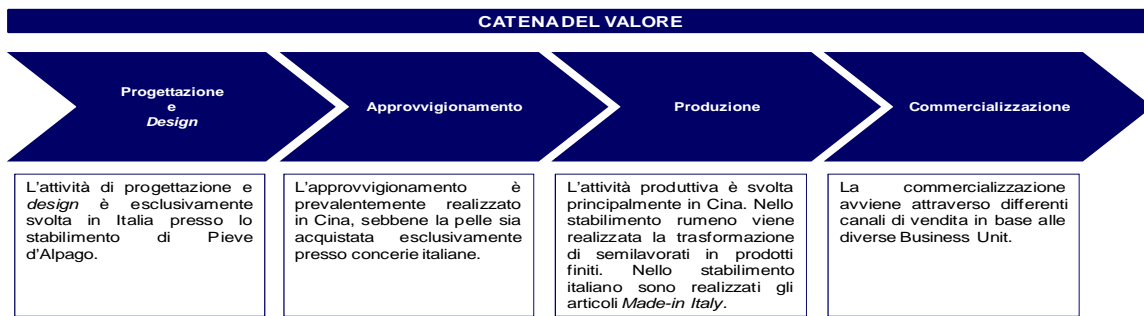 CATENA DEL VALORE
Progettazione
e
Design
Approvvigionamento
Produzione
Commercializzazione
L'attività di progettazione e
design è esclusivamente
svolta in Italia presso lo
stabilimento di Pieve
d'Alpago.
L'approvvigionamento è
prevalentemente realizzato
in Cina, sebbene la pelle sia
acquistata esclusivamente
presso concerie italiane.
L'attività produttiva è svolta
principalmente in Cina. Nello
stabilimento rumeno viene
realizzata la trasformazione
di semilavorati in prodotti
finiti. Nello stabilimento
italiano sono realizzati gli
articoli Made-in Italy.
La commercializzazione
avviene attraverso differenti
canali di vendita in base alle
diverse Business Unit.